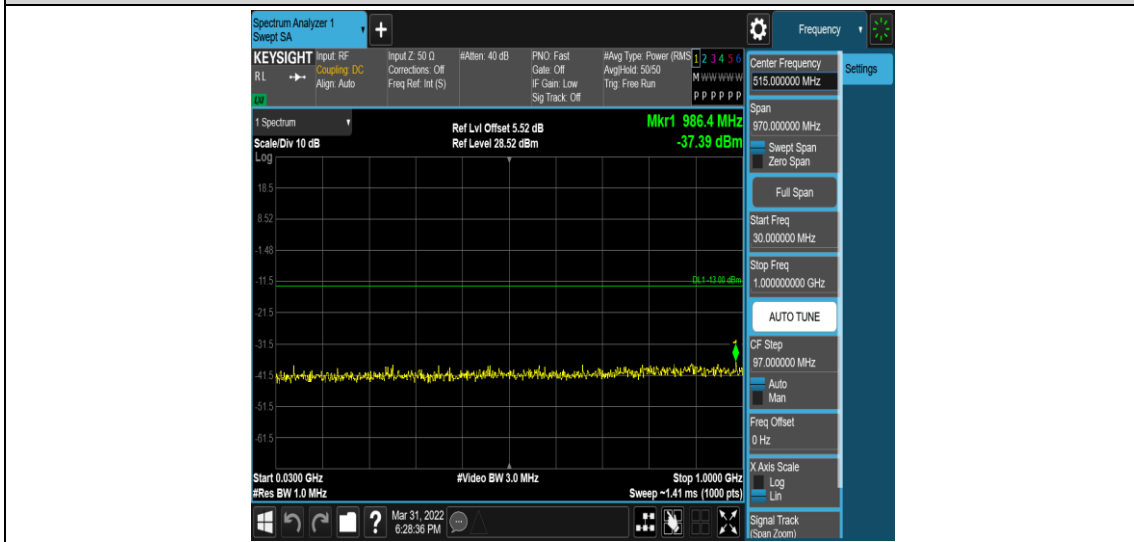 Spectrum Analyzer 1
Swept SA
+
Frequency
KEYSIGHT
RL
LXI
Input: RF
Coupling: DC
Align: Auto
Input Z: 50 Ω
Corrections: Off
Freq Ref: Int (S)
#Atten: 40 dB
PNO: Fast
Gate: Off
IF Gain: Low
Sig Track: Off
#Avg Type: Power (RMS
Avg|Hold: 50/50
Trig: Free Run
1 2 3 4 5 6
M W W W W W
P P P P P P
1 Spectrum
Scale/Div 10 dB
Log
Ref Lvl Offset 5.52 dB
Ref Level 28.52 dBm
Mkr1 986.4 MHz
-37.39 dBm
18.5
8.52
-1.48
-11.5
-21.5
-31.5
-41.5
-51.5
-61.5
DL1 -13.00 dBm
1
Start 0.0300 GHz
#Res BW 1.0 MHz
#Video BW 3.0 MHz
Stop 1.0000 GHz
Sweep ~1.41 ms (1000 pts)
?
Mar 31, 2022
6:28:36 PM
Center Frequency
515.000000 MHz
Settings
Span
970.000000 MHz
Swept Span
Zero Span
Full Span
Start Freq
30.000000 MHz
Stop Freq
1.000000000 GHz
AUTO TUNE
CF Step
97.000000 MHz
Auto
Man
Freq Offset
0 Hz
X Axis Scale
Log
Lin
Signal Track
(Span Zoom)